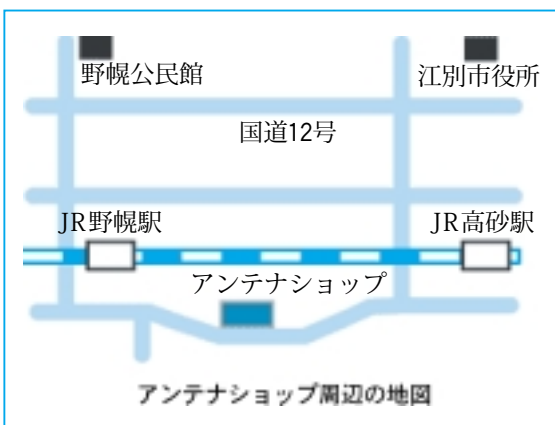 野幌公民館
江別市役所
国道12号
JR野幌駅
JR高砂駅
アンテナショップ
アンテナショップ周辺の地図